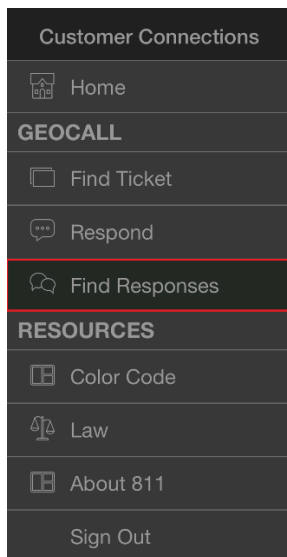 Customer Connections
Home
GEOCALL
Find Ticket
Respond
Find Responses
RESOURCES
Color Code
Law
About 811
Sign Out